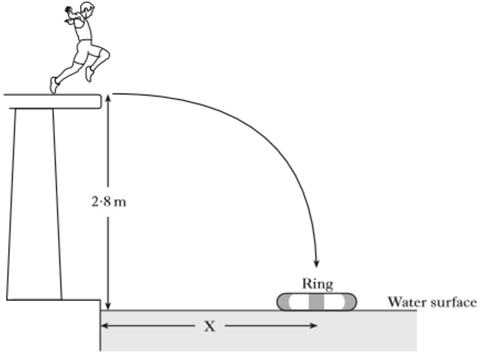 2·8 m
Ring
Water surface
X